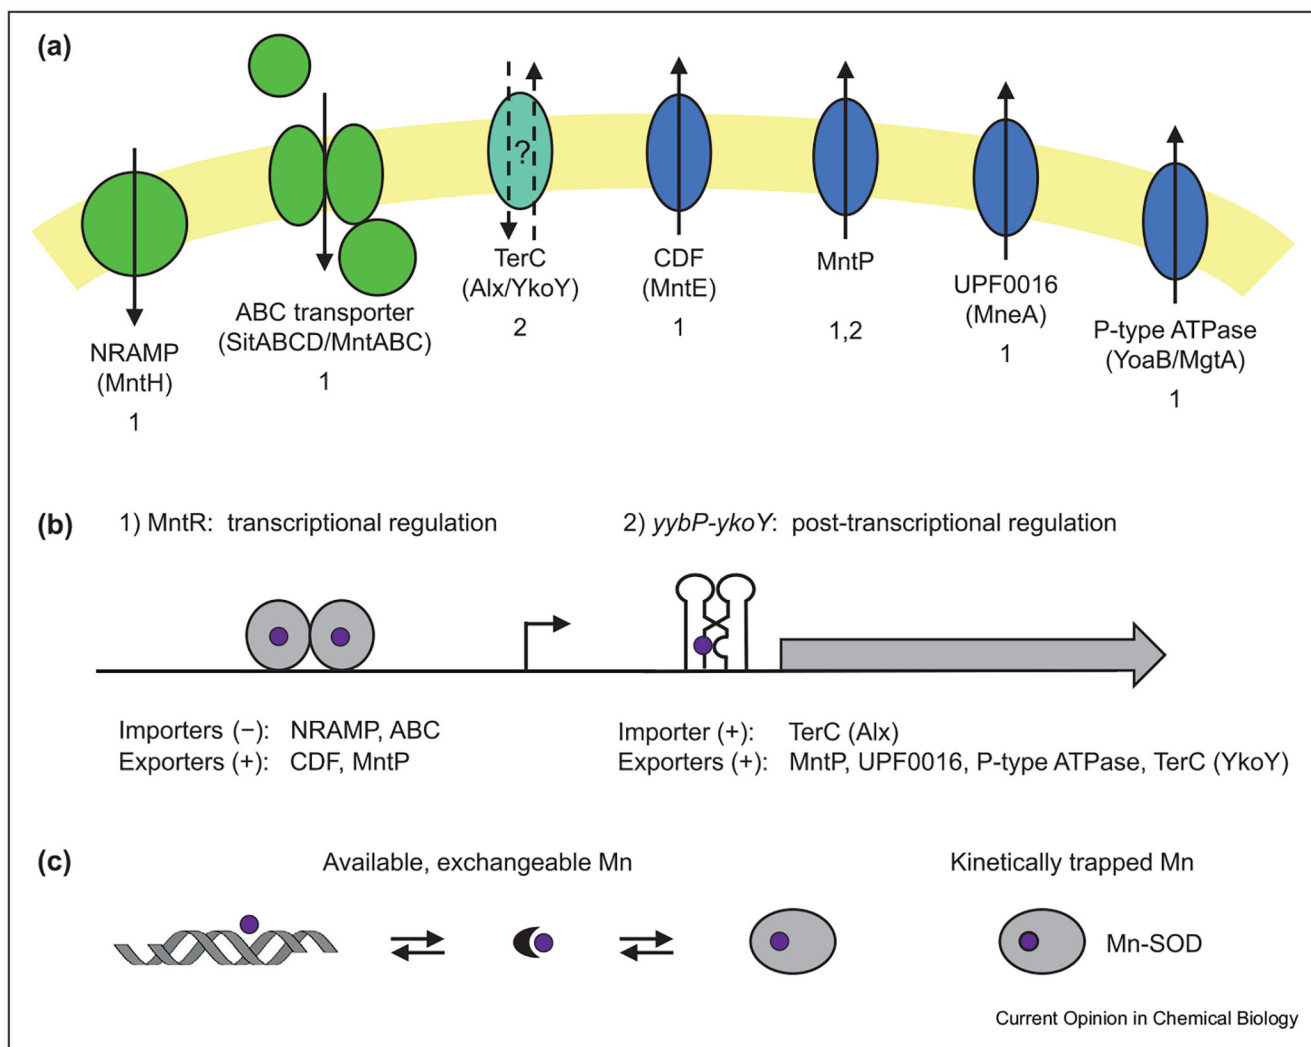 (a)
?
TerC
(Alx/YkoY)
2
CDF
(MntE)
1
MntP
1,2
UPF0016
(MneA)
1
P-type ATPase
(YoaB/MgtA)
1
ABC transporter
(SitABCD/MntABC)
1
NRAMP
(MntH)
1
(b)
1) MntR: transcriptional regulation
2) yybP-ykoY: post-transcriptional regulation
Importers (−): NRAMP, ABC
Exporters (+): CDF, MntP
Importer (+): TerC (Alx)
Exporters (+): MntP, UPF0016, P-type ATPase, TerC (YkoY)
(c)
Available, exchangeable Mn
Kinetically trapped Mn
Mn-SOD
Current Opinion in Chemical Biology